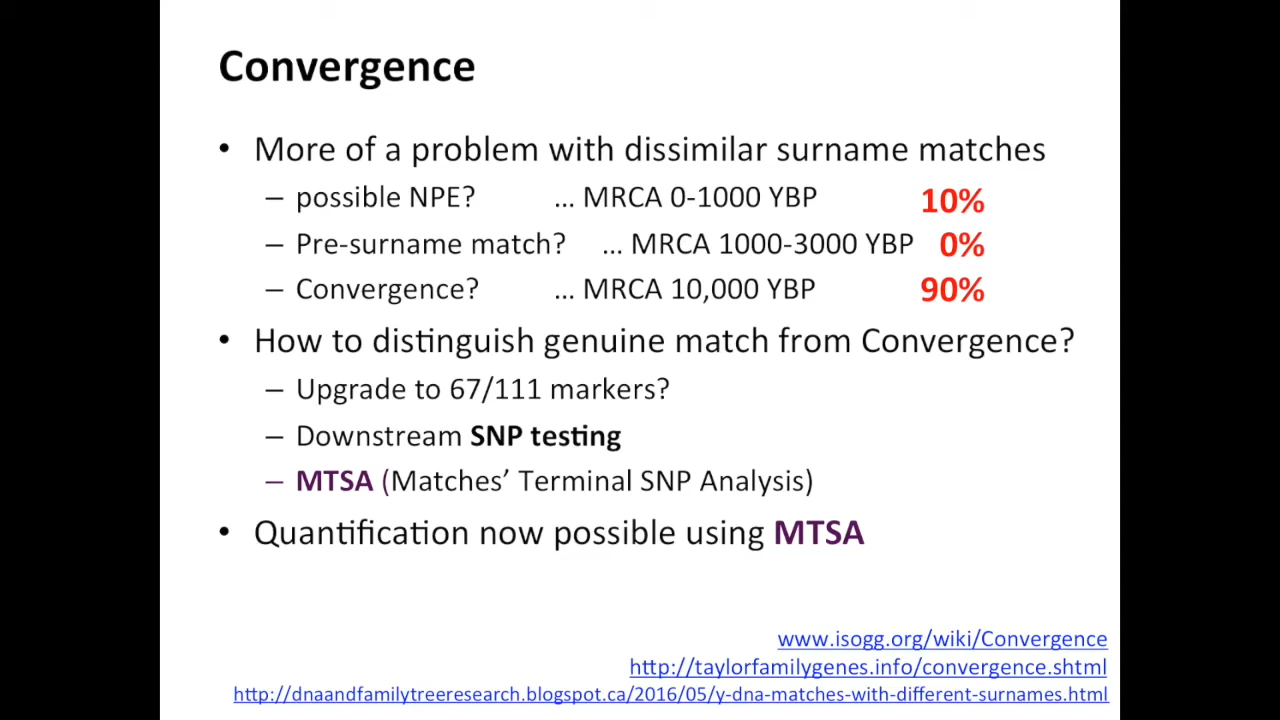 Convergence
• More of a problem with dissimilar surname matches
– possible NPE? ... MRCA 0-1000 YBP 10%
– Pre-surname match? ... MRCA 1000-3000 YBP 0%
– Convergence? ... MRCA 10,000 YBP 90%
• How to distinguish genuine match from Convergence?
– Upgrade to 67/111 markers?
– Downstream SNP testing
– MTSA (Matches’ Terminal SNP Analysis)
• Quantification now possible using MTSA
www.isogg.org/wiki/Convergence
http://taylorfamilygenes.info/convergence.shtml
http://dnaandfamilytreeresearch.blogspot.ca/2016/05/y-dna-matches-with-different-surnames.html